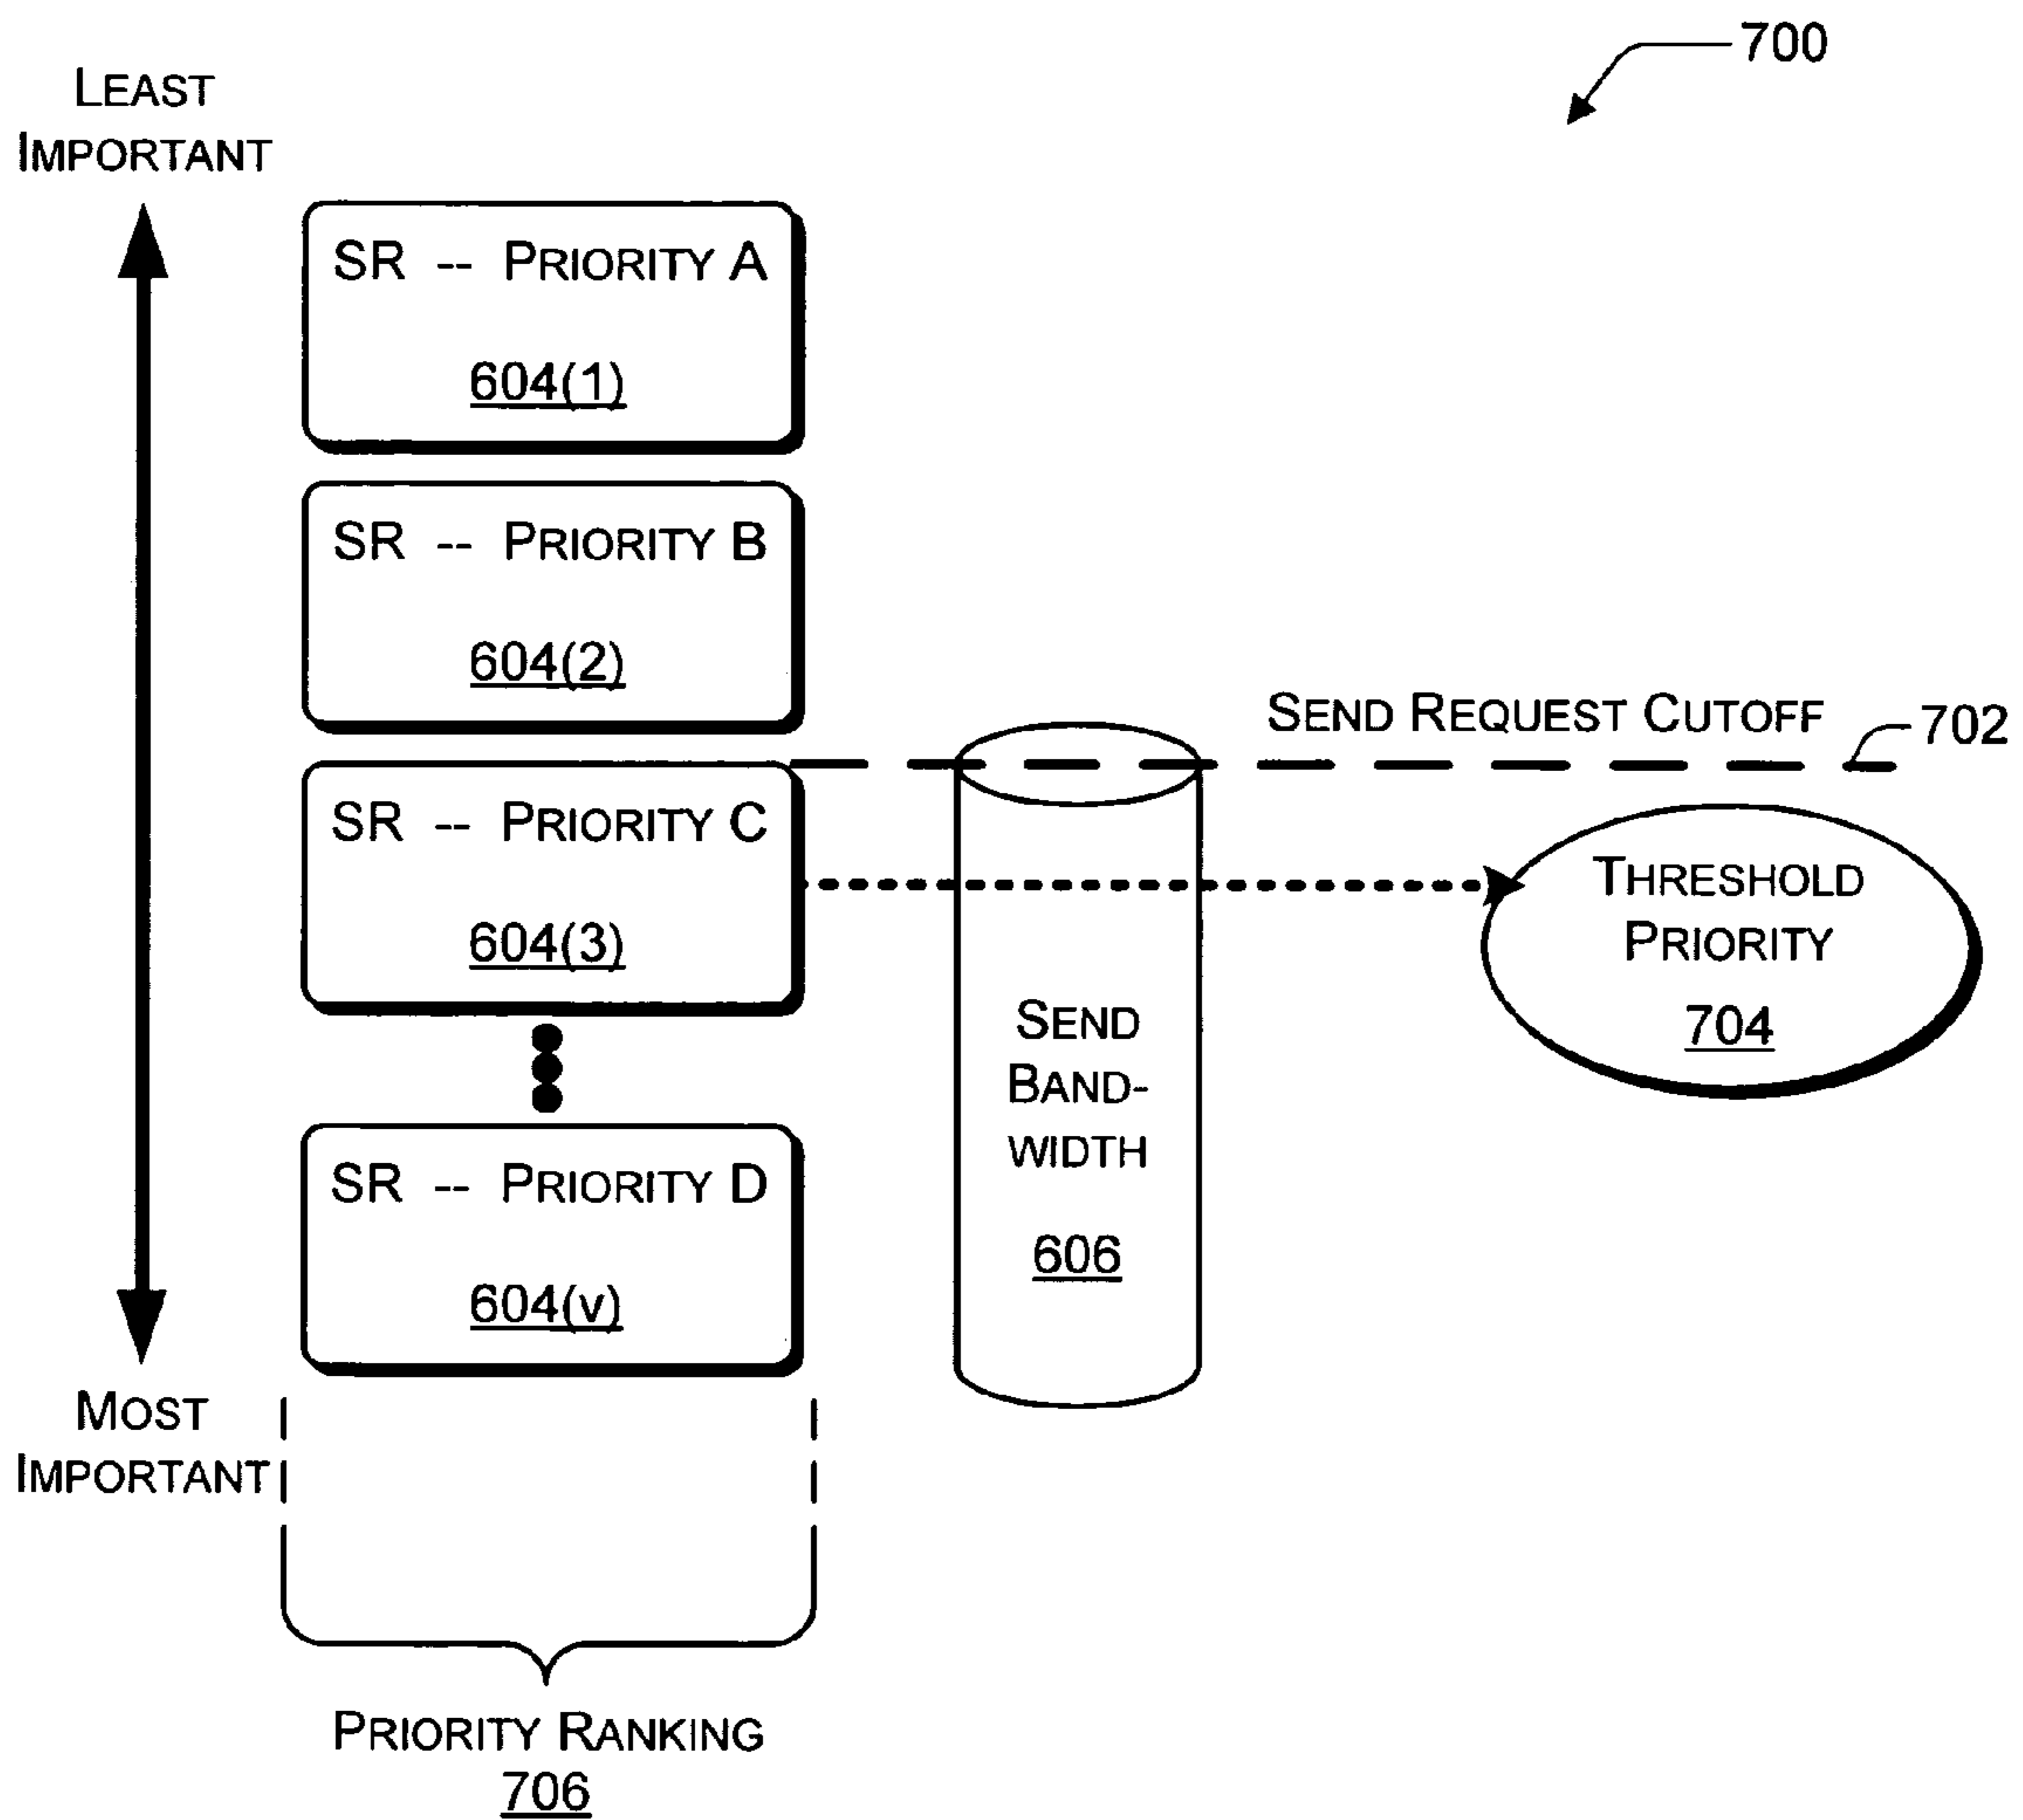 700
LEAST
IMPORTANT
SR -- PRIORITY A
604(1)
SR -- PRIORITY B
604(2)
SEND REQUEST CUTOFF
702
SR -- PRIORITY C
604(3)
THRESHOLD
PRIORITY
704
SEND
BAND-
WIDTH
606
SR -- PRIORITY D
604(v)
MOST
IMPORTANT
PRIORITY RANKING
706